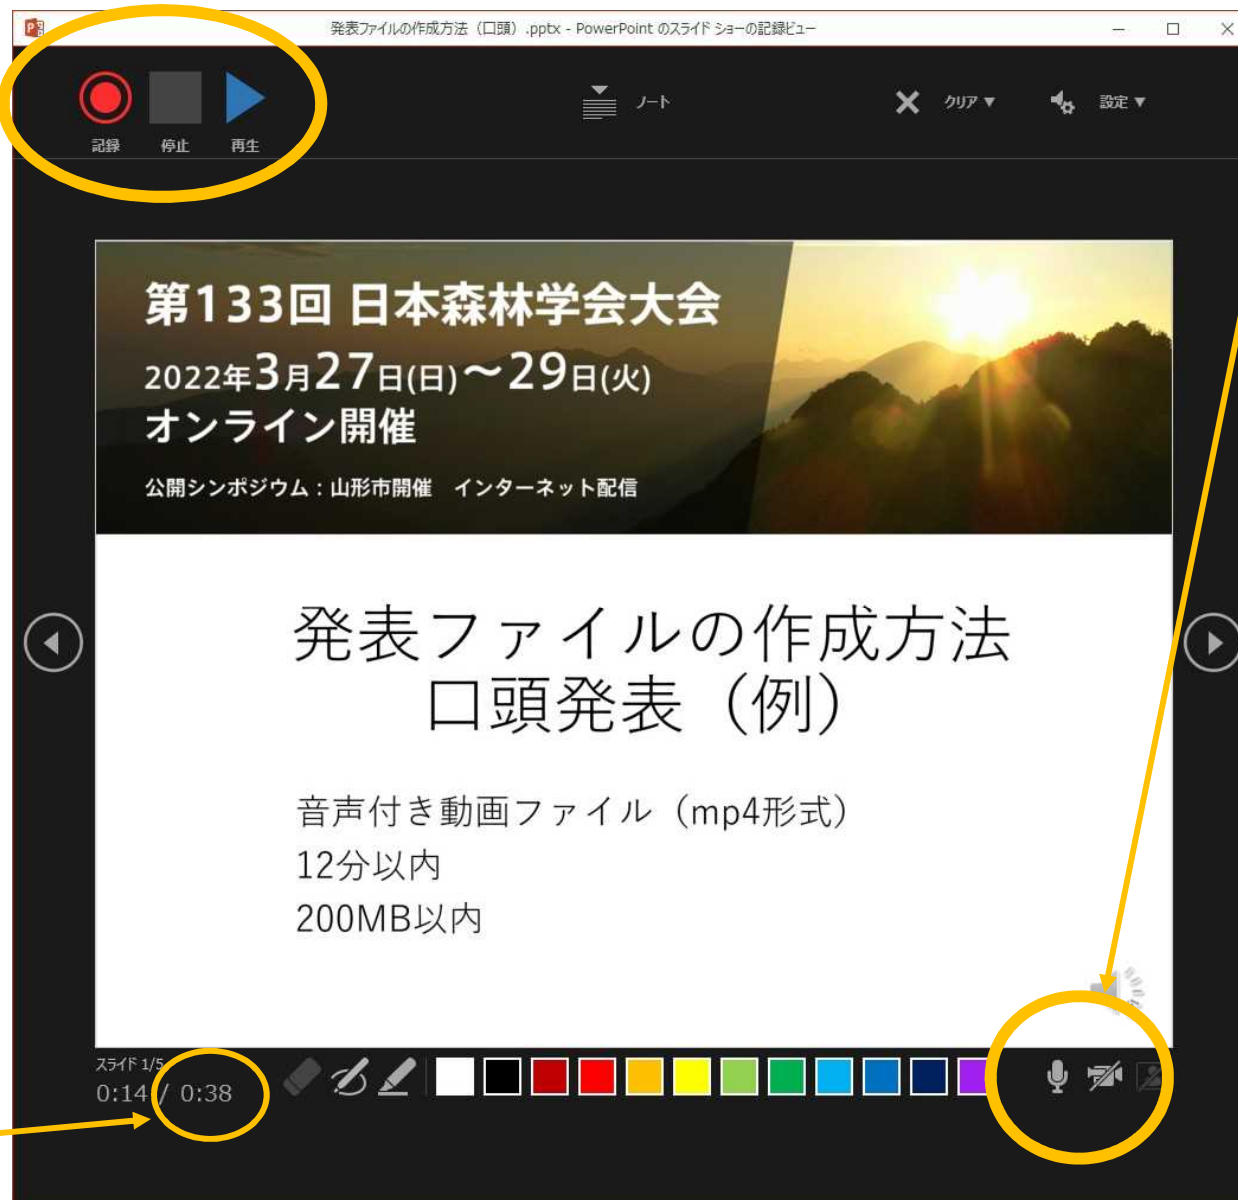 発表ファイルの作成方法（口頭）.pptx - PowerPoint のスライド ショーの記録ビュー
記録 停止 再生
ノート
クリア▼
設定▼
第133回 日本森林学会大会
2022年3月27日(日)～29日(火)
オンライン開催
公開シンポジウム：山形市開催　インターネット配信
発表ファイルの作成方法
口頭発表（例）
音声付き動画ファイル（mp4形式）
12分以内
200MB以内
スライド 1/5
0:14 / 0:38